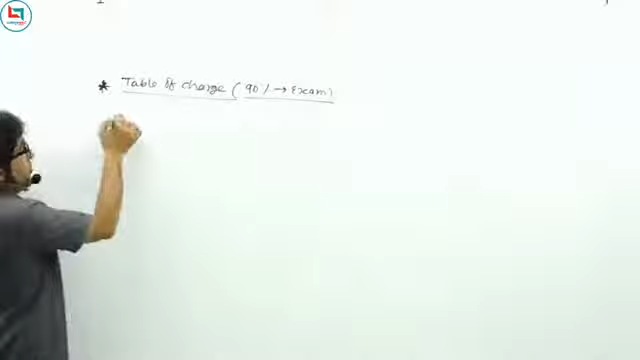 * Table of charge ( 90% → Exam)